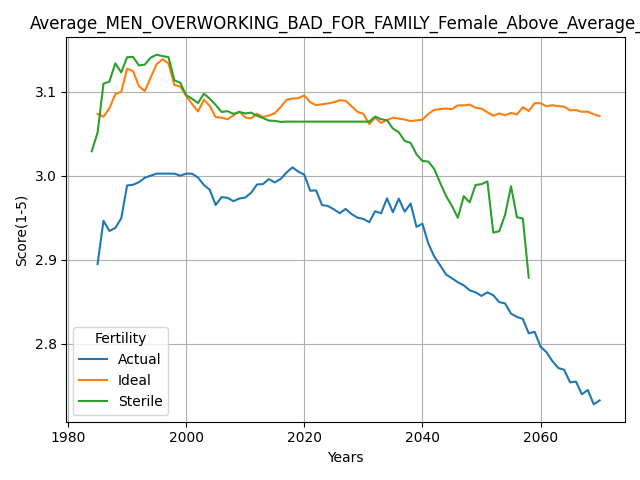 Average_MEN_OVERWORKING_BAD_FOR_FAMILY_Female_Above_Average_
Score(1-5)
3.1
3.0
2.9
2.8
Fertility
Actual
Ideal
Sterile
1980 2000 2020 2040 2060
Years